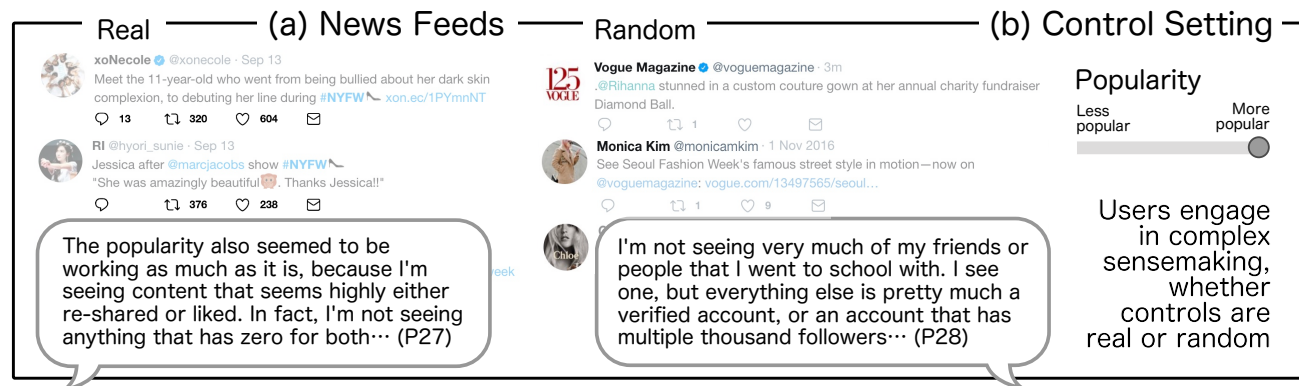 Real
(a) News Feeds
Random
(b) Control Setting
xoNecole @xonecole · Sep 13
Meet the 11-year-old who went from being bullied about her dark skin
complexion, to debuting her line during #NYFW xon.ec/1PYmnNT
13 320 604
RI @hyori_sunie · Sep 13
Jessica after @marcjacobs show #NYFW
"She was amazingly beautiful. Thanks Jessica!!"
376 238
eek
The popularity also seemed to be
working as much as it is, because I'm
seeing content that seems highly either
re-shared or liked. In fact, I'm not seeing
anything that has zero for both··· (P27)
125
VOGUE
Vogue Magazine @voguemagazine · 3m
.@Rihanna stunned in a custom couture gown at her annual charity fundraiser
Diamond Ball.
1
Monica Kim @monicamkim · 1 Nov 2016
See Seoul Fashion Week's famous street style in motion—now on
@voguemagazine: vogue.com/13497565/seoul…
1 9
Chloé
I'm not seeing very much of my friends or
people that I went to school with. I see
one, but everything else is pretty much a
verified account, or an account that has
multiple thousand followers··· (P28)
Popularity
Less
popular
More
popular
Users engage
in complex
sensemaking,
whether
controls are
real or random